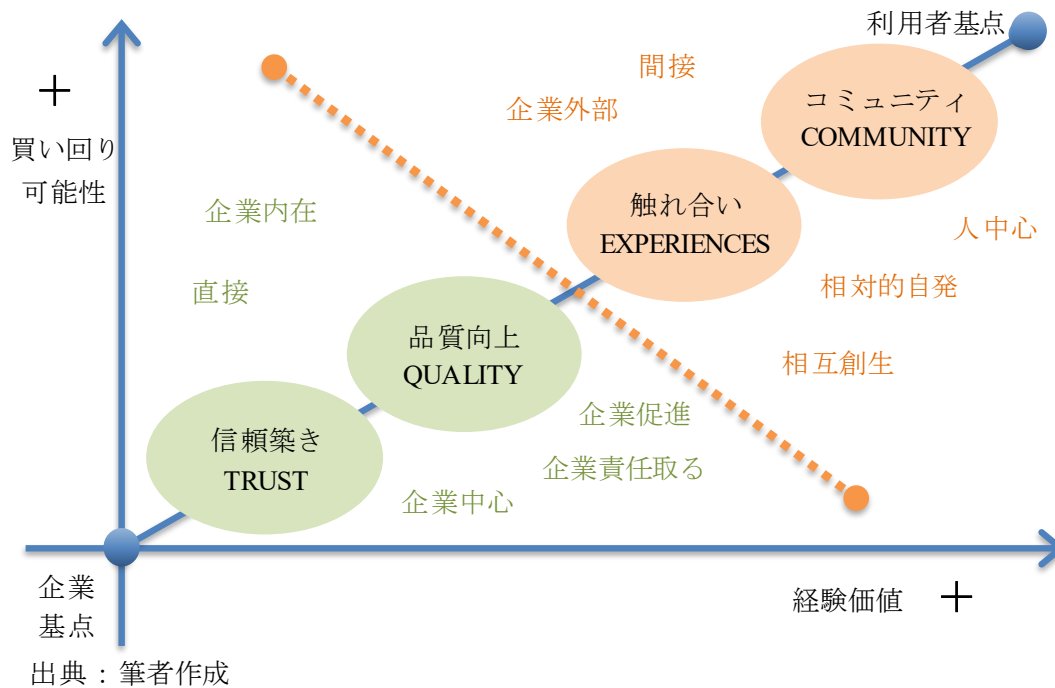 利用者基点
間接
コミュニティ
COMMUNITY
企業外部
＋
買い回り
可能性
触れ合い
EXPERIENCES
企業内在
人中心
直接
相対的自発
品質向上
QUALITY
相互創生
企業促進
信頼築き
TRUST
企業責任取る
企業中心
企業
基点
経験価値 ＋
出典：筆者作成